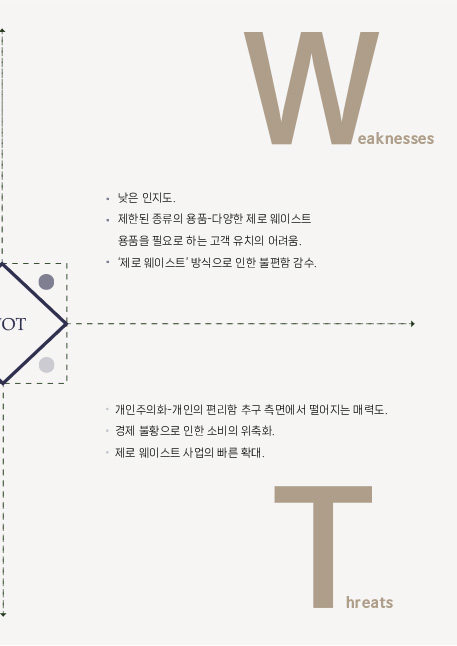 Weaknesses
• 낮은 인지도.
• 제한된 종류의 용품-다양한 제로 웨이스트
용품을 필요로 하는 고객 유치의 어려움.
• '제로 웨이스트' 방식으로 인한 불편함 감수.
OT
• 개인주의화-개인의 편리함 추구 측면에서 떨어지는 매력도.
• 경제 불황으로 인한 소비의 위축화.
• 제로 웨이스트 사업의 빠른 확대.
Threats